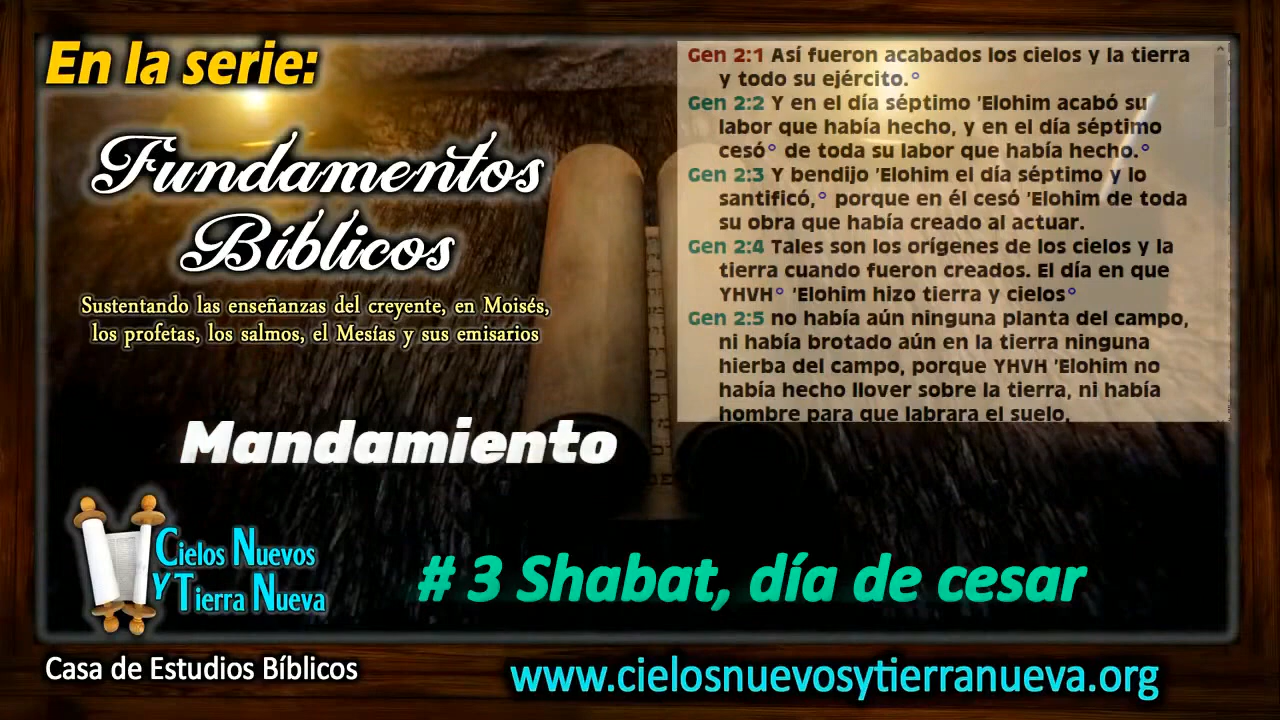 En la serie:
Fundamentos
Bíblicos
Sustentando las enseñanzas del creyente, en Moisés,
los profetas, los salmos, el Mesías y sus emisarios
Mandamiento
Gen 2:1 Así fueron acabados los cielos y la tierra
y todo su ejército.°
Gen 2:2 Y en el día séptimo 'Elohim acabó su
labor que había hecho, y en el día séptimo
cesó° de toda su labor que había hecho.°
Gen 2:3 Y bendijo 'Elohim el día séptimo y lo
santificó,° porque en él cesó 'Elohim de toda
su obra que había creado al actuar.
Gen 2:4 Tales son los orígenes de los cielos y la
tierra cuando fueron creados. El día en que
YHVH° 'Elohim hizo tierra y cielos°
Gen 2:5 no había aún ninguna planta del campo,
ni había brotado aún en la tierra ninguna
hierba del campo, porque YHVH 'Elohim no
había hecho llover sobre la tierra, ni había
hombre para que labrara el suelo,
Cielos Nuevos
Y Tierra Nueva
# 3 Shabat, día de cesar
Casa de Estudios Bíblicos
www.cielosnuevosytierranueva.org